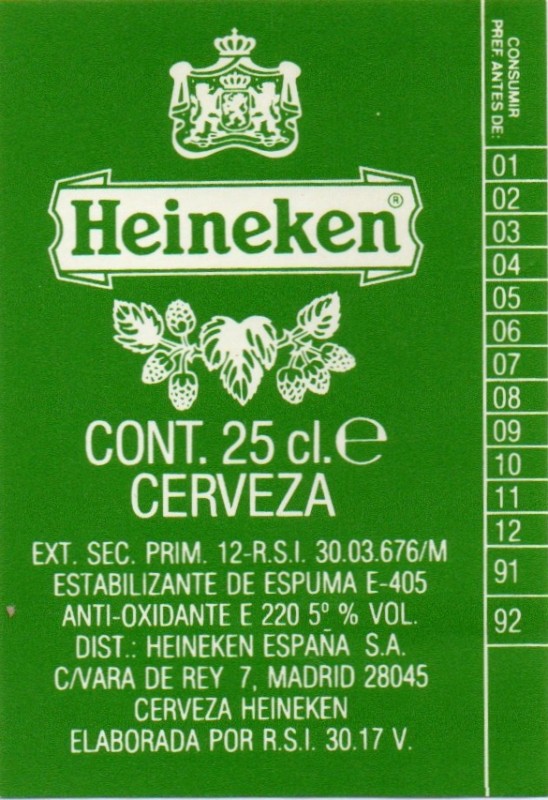 Heineken®
CONT. 25 cl. ℮
CERVEZA
EXT. SEC. PRIM. 12-R.S.I. 30.03.676/M
ESTABILIZANTE DE ESPUMA E-405
ANTI-OXIDANTE E 220 5º % VOL.
DIST.: HEINEKEN ESPAÑA S.A.
C/VARA DE REY 7, MADRID 28045
CERVEZA HEINEKEN
ELABORADA POR R.S.I. 30.17 V.
CONSUMIR
PREF. ANTES DE:
01
02
03
04
05
06
07
08
09
10
11
12
91
92